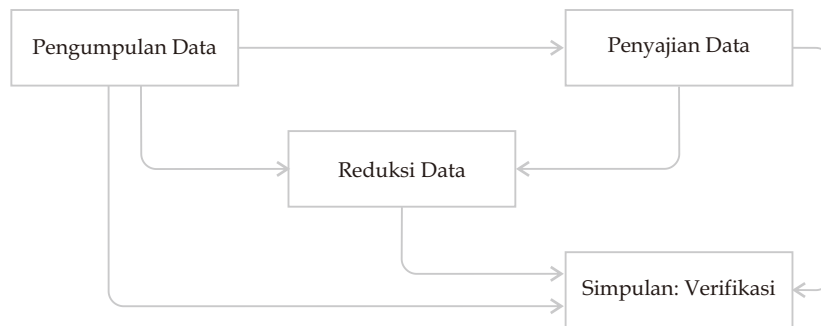 Pengumpulan Data
Penyajian Data
Reduksi Data
Simpulan: Verifikasi